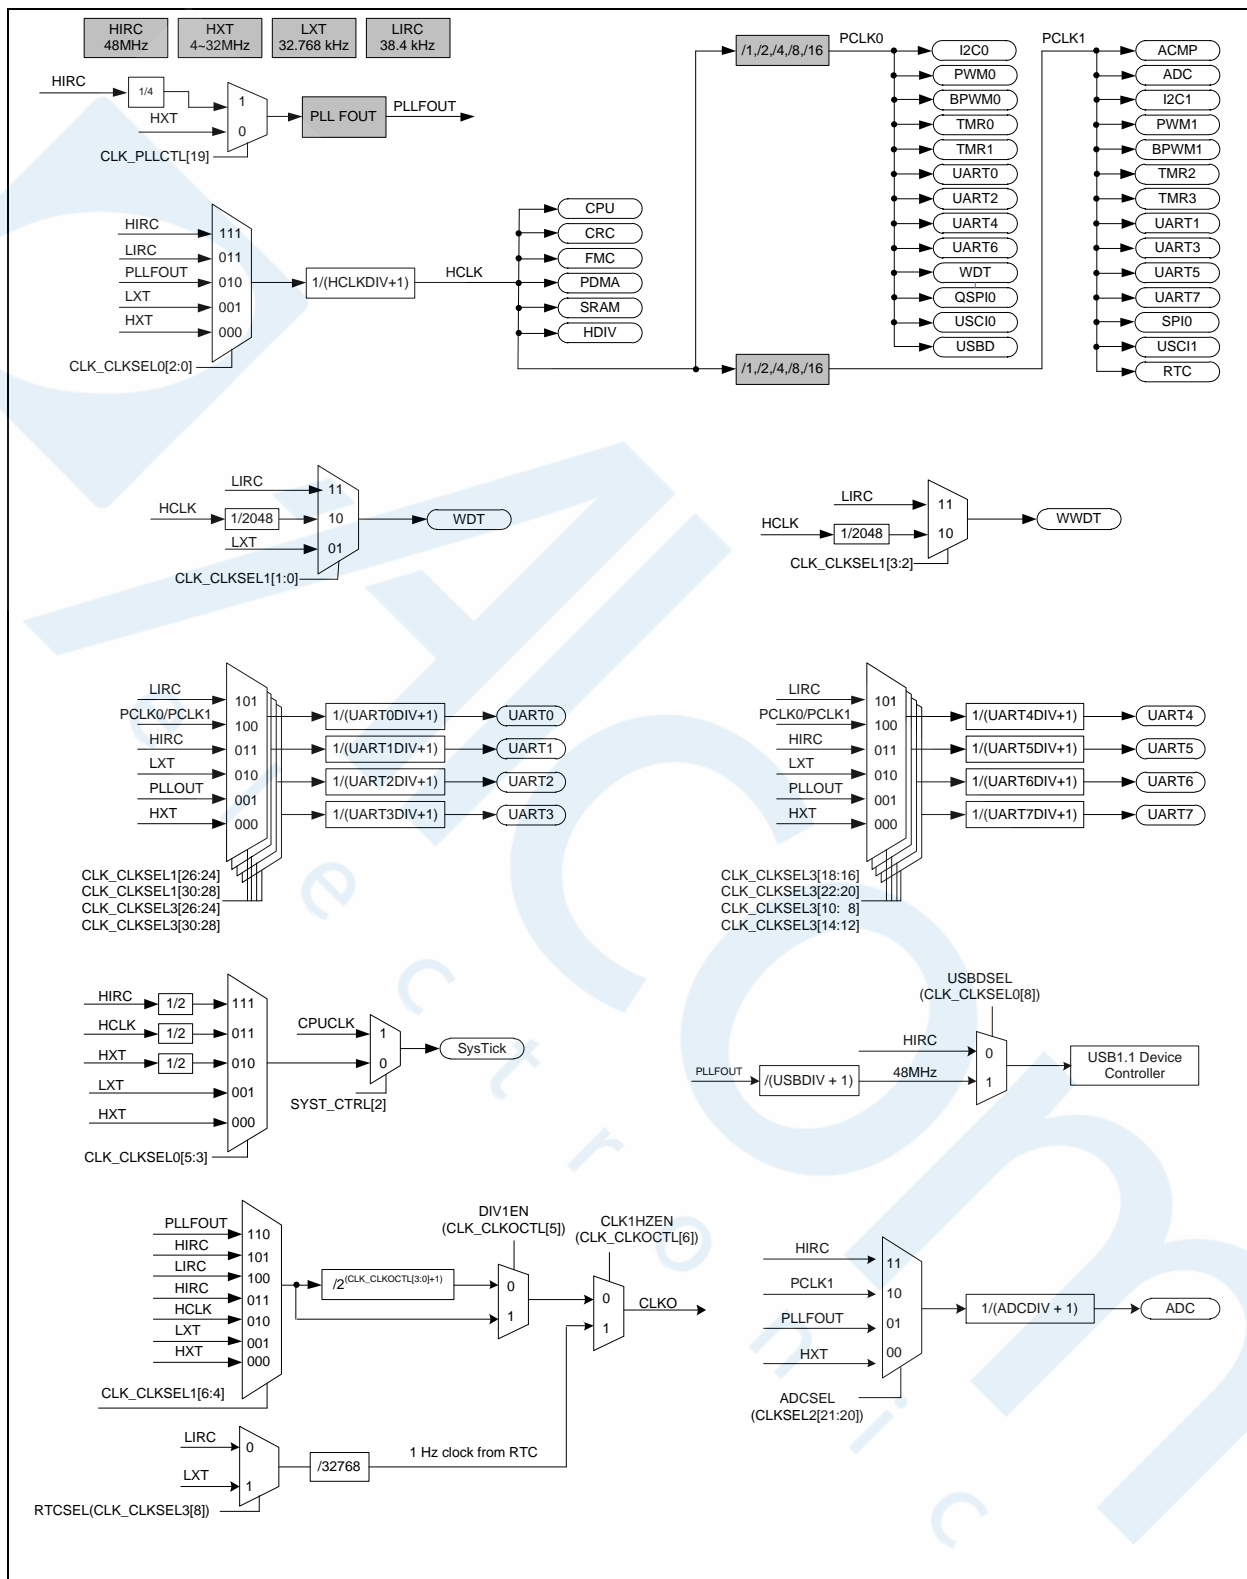 HIRC
48MHz
HXT
4~32MHz
LXT
32.768 kHz
LIRC
38.4 kHz
HIRC
1/4
HXT
1
0
PLL FOUT
PLLFOUT
CLK_PLLCTL[19]
HIRC
LIRC
PLLFOUT
LXT
HXT
111
011
010
001
000
CLK_CLKSEL0[2:0]
1/(HCLKDIV+1)
HCLK
CPU
CRC
FMC
PDMA
SRAM
HDIV
/1,/2,/4,/8,/16
PCLK0
I2C0
PWM0
BPWM0
TMR0
TMR1
UART0
UART2
UART4
UART6
WDT
QSPI0
USCI0
USBD
/1,/2,/4,/8,/16
PCLK1
ACMP
ADC
I2C1
PWM1
BPWM1
TMR2
TMR3
UART1
UART3
UART5
UART7
SPI0
USCI1
RTC
LIRC
HCLK
1/2048
LXT
11
10
01
WDT
CLK_CLKSEL1[1:0]
LIRC
HCLK
1/2048
11
10
WWDT
CLK_CLKSEL1[3:2]
LIRC
PCLK0/PCLK1
HIRC
LXT
PLLOUT
HXT
101
100
011
010
001
000
1/(UART0DIV+1)
UART0
1/(UART1DIV+1)
UART1
1/(UART2DIV+1)
UART2
1/(UART3DIV+1)
UART3
CLK_CLKSEL1[26:24]
CLK_CLKSEL1[30:28]
CLK_CLKSEL3[26:24]
CLK_CLKSEL3[30:28]
LIRC
PCLK0/PCLK1
HIRC
LXT
PLLOUT
HXT
101
100
011
010
001
000
1/(UART4DIV+1)
UART4
1/(UART5DIV+1)
UART5
1/(UART6DIV+1)
UART6
1/(UART7DIV+1)
UART7
CLK_CLKSEL3[18:16]
CLK_CLKSEL3[22:20]
CLK_CLKSEL3[10: 8]
CLK_CLKSEL3[14:12]
HIRC
1/2
HCLK
1/2
HXT
1/2
LXT
HXT
111
011
010
001
000
CLK_CLKSEL0[5:3]
CPUCLK
1
0
SYST_CTRL[2]
SysTick
USBDSEL
(CLK_CLKSEL0[8])
HIRC
PLLFOUT
/(USBDIV + 1)
48MHz
0
1
USB1.1 Device
Controller
PLLFOUT
HIRC
LIRC
HIRC
HCLK
LXT
HXT
110
101
100
011
010
001
000
CLK_CLKSEL1[6:4]
/2(CLK_CLKOCTL[3:0]+1)
DIV1EN
(CLK_CLKOCTL[5])
0
1
CLK1HZEN
(CLK_CLKOCTL[6])
0
1
CLKO
LIRC
LXT
0
1
/32768
1 Hz clock from RTC
RTCSEL(CLK_CLKSEL3[8])
HIRC
PCLK1
PLLFOUT
HXT
11
10
01
00
1/(ADCDIV + 1)
ADC
ADCSEL
(CLKSEL2[21:20])
AlCom
electronic